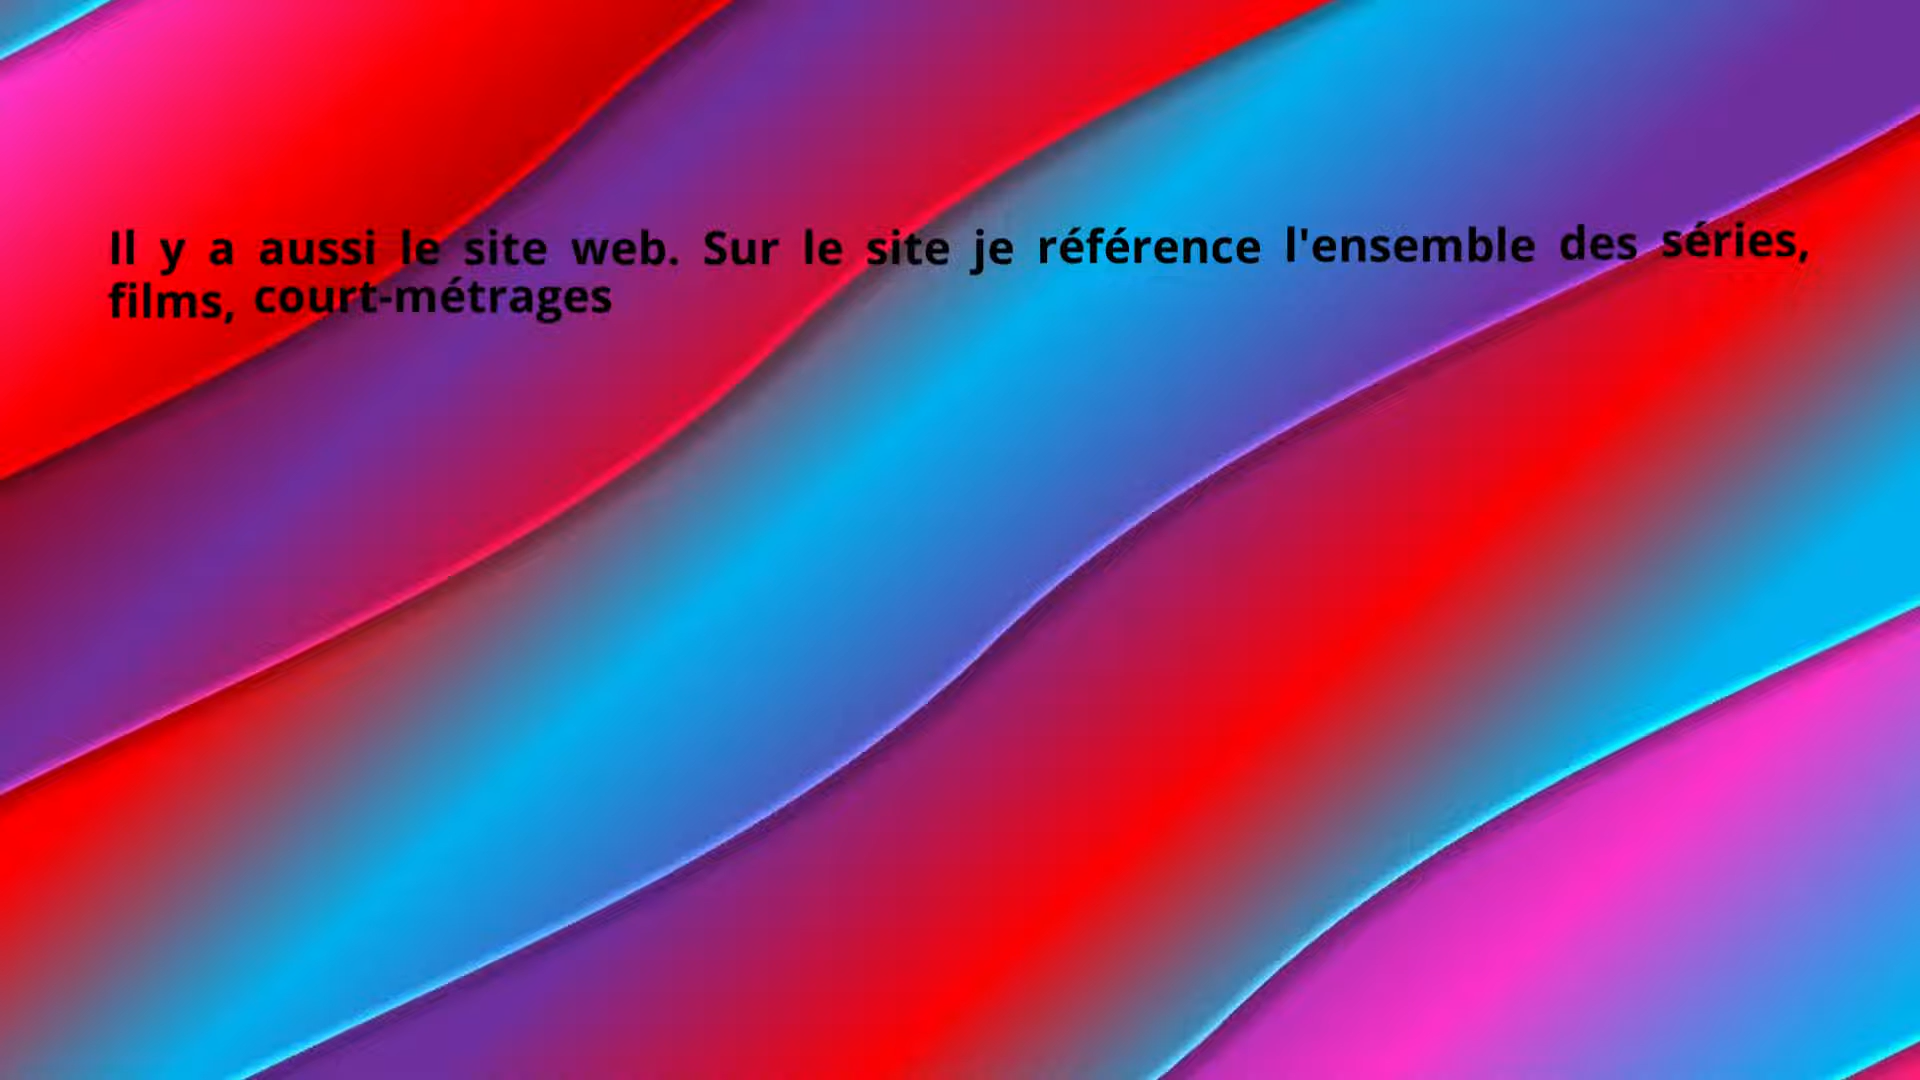 Il y a aussi le site web. Sur le site je référence l'ensemble des séries,
films, court-métrages